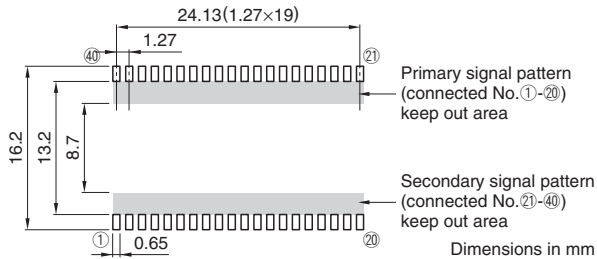 24.13(1.27×19)
1.27
㊵
㉑
Primary signal pattern
(connected No.①-⑳)
keep out area
16.2
13.2
8.7
Secondary signal pattern
(connected No.㉑-㊵)
keep out area
①
0.65
⑳
Dimensions in mm